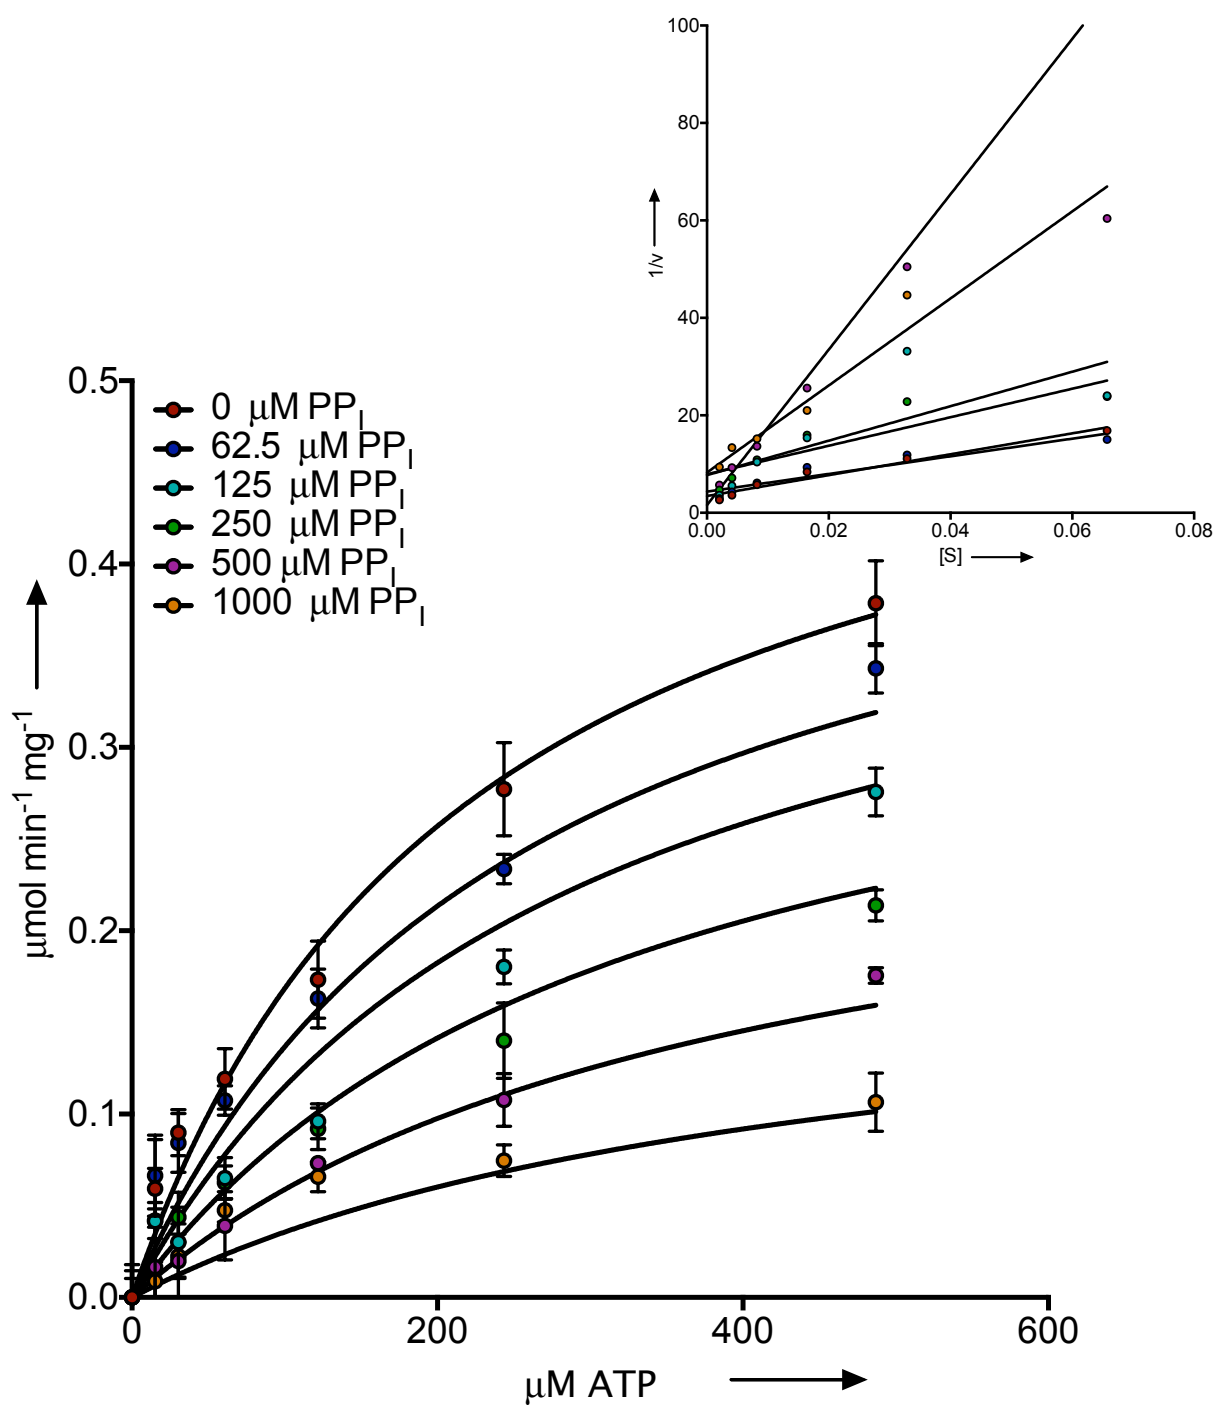 100
80
60
40
20
0
1/v
0.00 0.02 0.04 0.06 0.08
[S]
0.5
0.4
0.3
0.2
0.1
0.0
0 μM PPI
62.5 μM PPI
125 μM PPI
250 μM PPI
500 μM PPI
1000 μM PPI
μmol min-1 mg-1
0 200 400 600
μM ATP